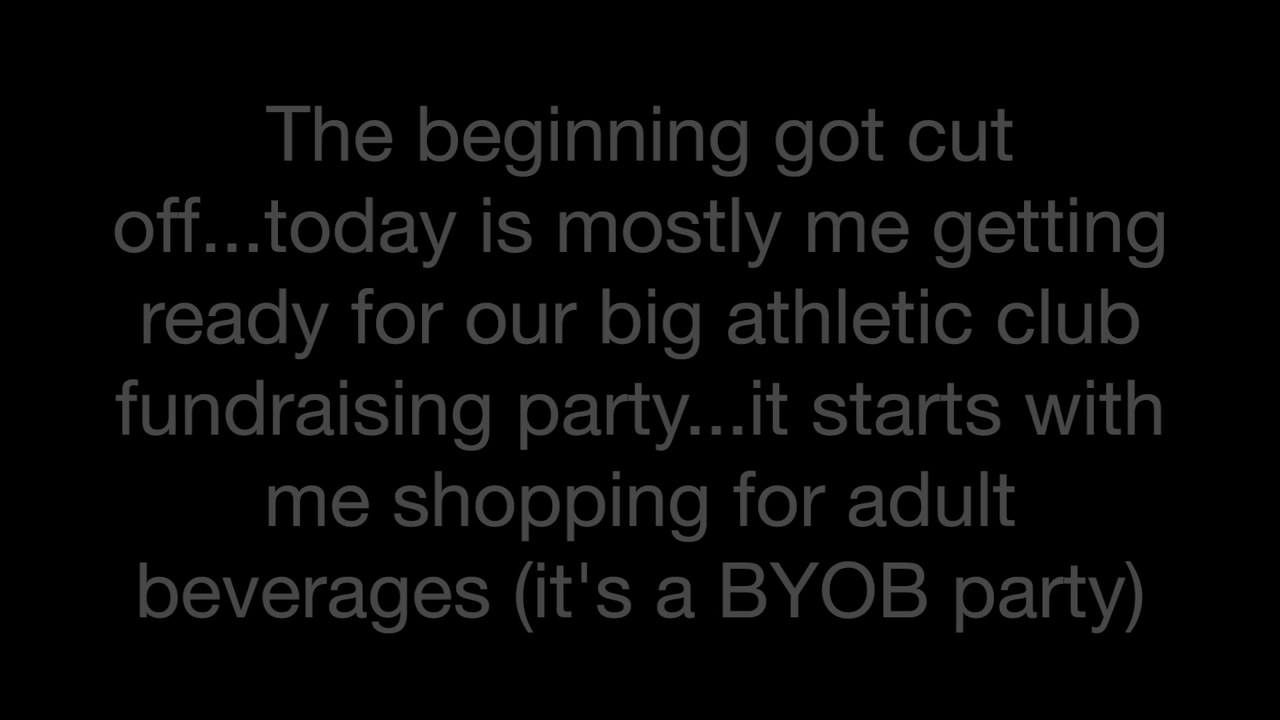 The beginning got cut
off...today is mostly me getting
ready for our big athletic club
fundraising party...it starts with
me shopping for adult
beverages (it's a BYOB party)